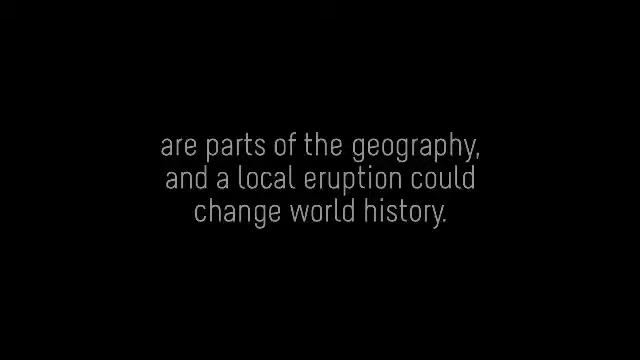 are parts of the geography,
and a local eruption could
change world history.